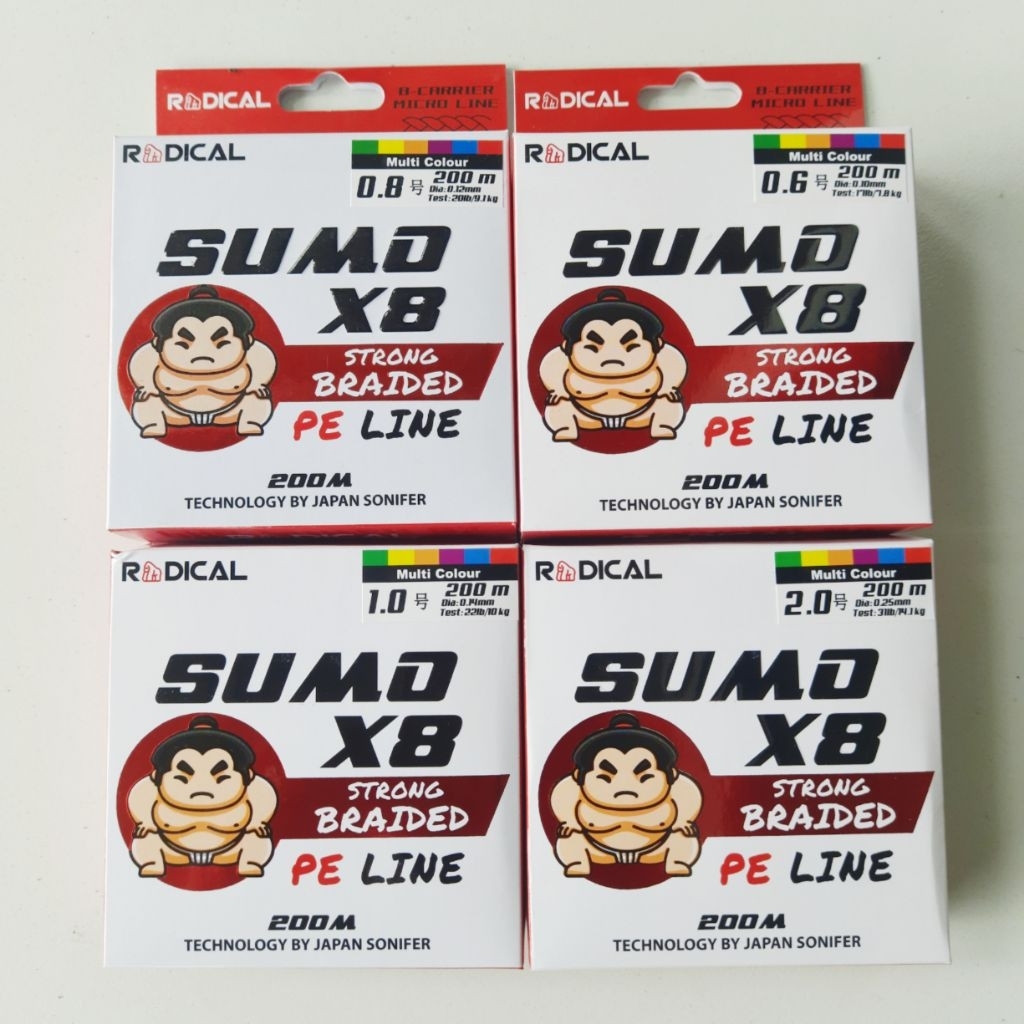 RADICAL
8-CARRIER
MICRO LINE
RADICAL
Multi Colour
0.8号
200 m
Dia: 0.12mm
Test: 20lb/9.1kg
SUMO
X8
STRONG
BRAIDED
PE LINE
200M
TECHNOLOGY BY JAPAN SONIFER
RADICAL
8-CARRIER
MICRO LINE
RADICAL
Multi Colour
0.6号
200 m
Dia: 0.10mm
Test: 17lb/7.8kg
SUMO
X8
STRONG
BRAIDED
PE LINE
200M
TECHNOLOGY BY JAPAN SONIFER
RADICAL
RADICAL
Multi Colour
1.0号
200 m
Dia: 0.14mm
Test: 22lb/10kg
SUMO
X8
STRONG
BRAIDED
PE LINE
200M
TECHNOLOGY BY JAPAN SONIFER
RADICAL
Multi Colour
2.0号
200 m
Dia: 0.25mm
Test: 31lb/14.1kg
SUMO
X8
STRONG
BRAIDED
PE LINE
200M
TECHNOLOGY BY JAPAN SONIFER